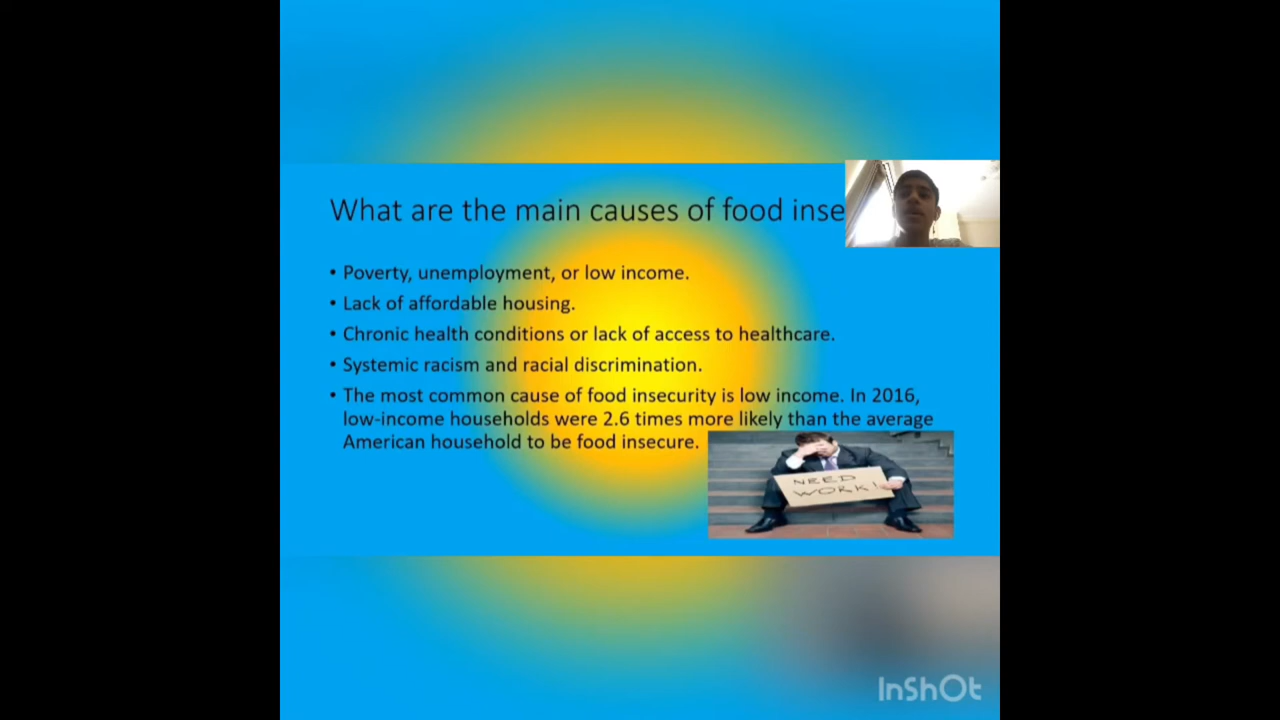 What are the main causes of food inse
• Poverty, unemployment, or low income.
• Lack of affordable housing.
• Chronic health conditions or lack of access to healthcare.
• Systemic racism and racial discrimination.
• The most common cause of food insecurity is low income. In 2016,
low-income households were 2.6 times more likely than the average
American household to be food insecure.
NEED
WORK!
InShOt